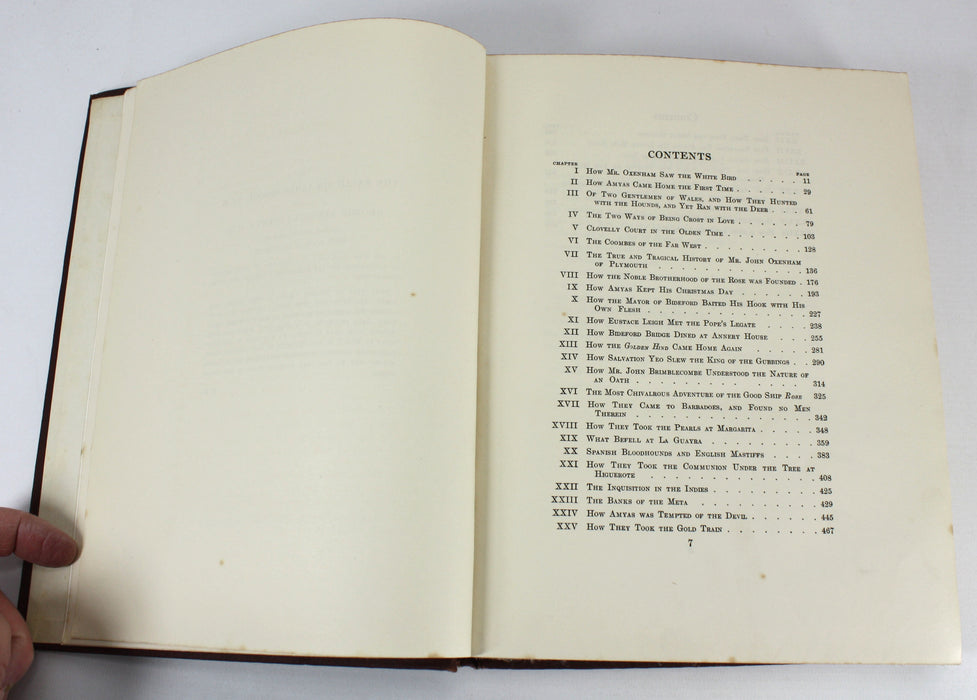 CONTENTS
CHAPTER PAGE
I How Mr. Oxenham Saw the White Bird . . . . . 11
II How Amyas Came Home the First Time . . . . . . 29
III Of Two Gentlemen of Wales, and How They Hunted
with the Hounds, and Yet Ran with the Deer . . . 61
IV The Two Ways of Being Crost in Love . . . . . . 79
V Clovelly Court in the Olden Time . . . . . . . 103
VI The Coombes of the Far West . . . . . . . . . 128
VII The True and Tragical History of Mr. John Oxenham
of Plymouth . . . . . . . . . . . . . 136
VIII How the Noble Brotherhood of the Rose was Founded . 176
IX How Amyas Kept His Christmas Day . . . . . . 193
X How the Mayor of Bideford Baited His Hook with His
Own Flesh . . . . . . . . . . . . . . 227
XI How Eustace Leigh Met the Pope's Legate . . . . 238
XII How Bideford Bridge Dined at Annery House . . . 255
XIII How the Golden Hind Came Home Again . . . . . 281
XIV How Salvation Yeo Slew the King of the Gubbings . . 290
XV How Mr. John Brimblecombe Understood the Nature of
an Oath . . . . . . . . . . . . . . 314
XVI The Most Chivalrous Adventure of the Good Ship Rose 325
XVII How They Came to Barbadoes, and Found no Men
Therein . . . . . . . . . . . . . . . 342
XVIII How They Took the Pearls at Margarita . . . . . 348
XIX What Befell at La Guayra . . . . . . . . . 359
XX Spanish Bloodhounds and English Mastiffs . . . . 383
XXI How They Took the Communion Under the Tree at
Higuerote . . . . . . . . . . . . . . 408
XXII The Inquisition in the Indies . . . . . . . . 425
XXIII The Banks of the Meta . . . . . . . . . . 429
XXIV How Amyas was Tempted of the Devil . . . . . . 445
XXV How They Took the Gold Train . . . . . . . . 467
7